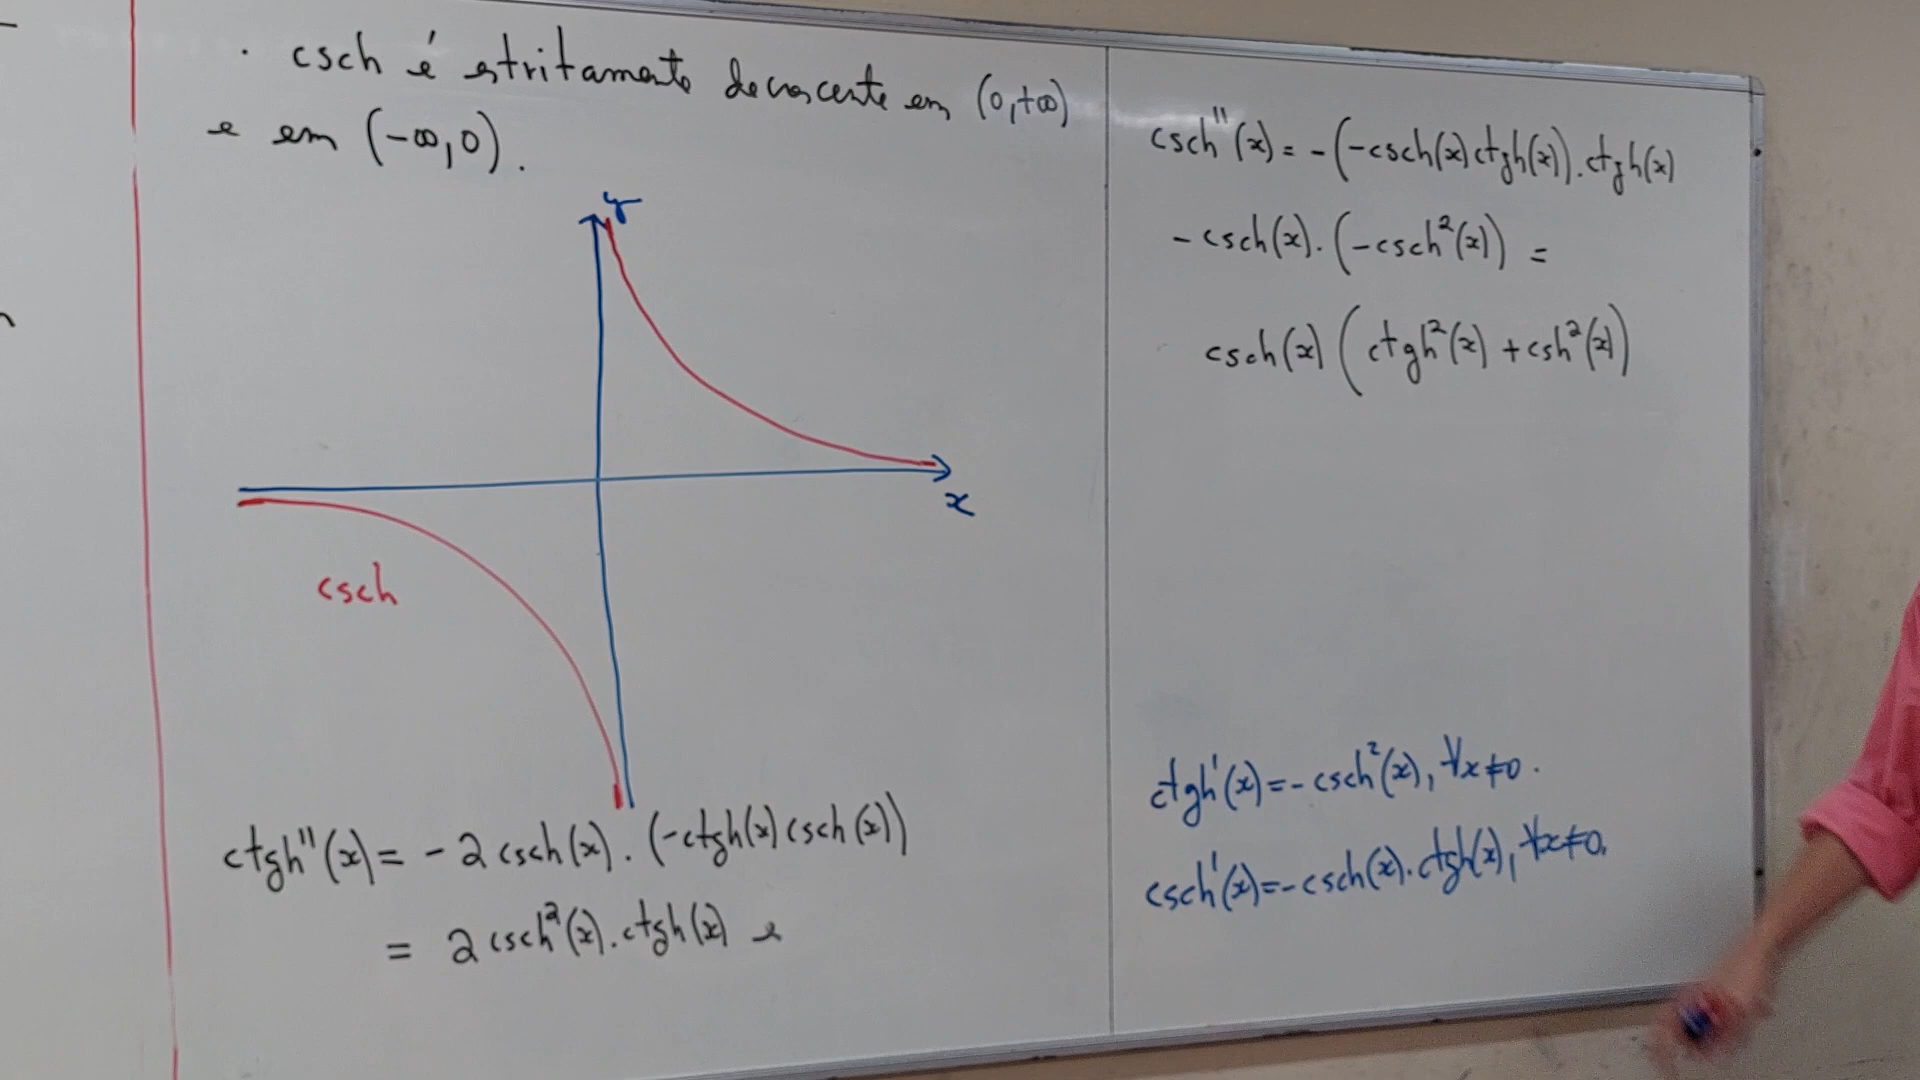 · csch é estritamente decrescente em (0,+∞)
e em (-∞,0).
y
x
csch
ctgh''(x) = - 2 csch(x) . (-ctgh(x) csch(x))
= 2 csch²(x) . ctgh(x) e
csch''(x) = - (-csch(x) ctgh(x)) . ctgh(x)
- csch(x) . (-csch²(x)) =
csch(x) (ctgh²(x) + csh²(x))
ctgh'(x) = - csch²(x), ∀x≠0.
csch'(x) = - csch(x) . ctgh(x), ∀x≠0.